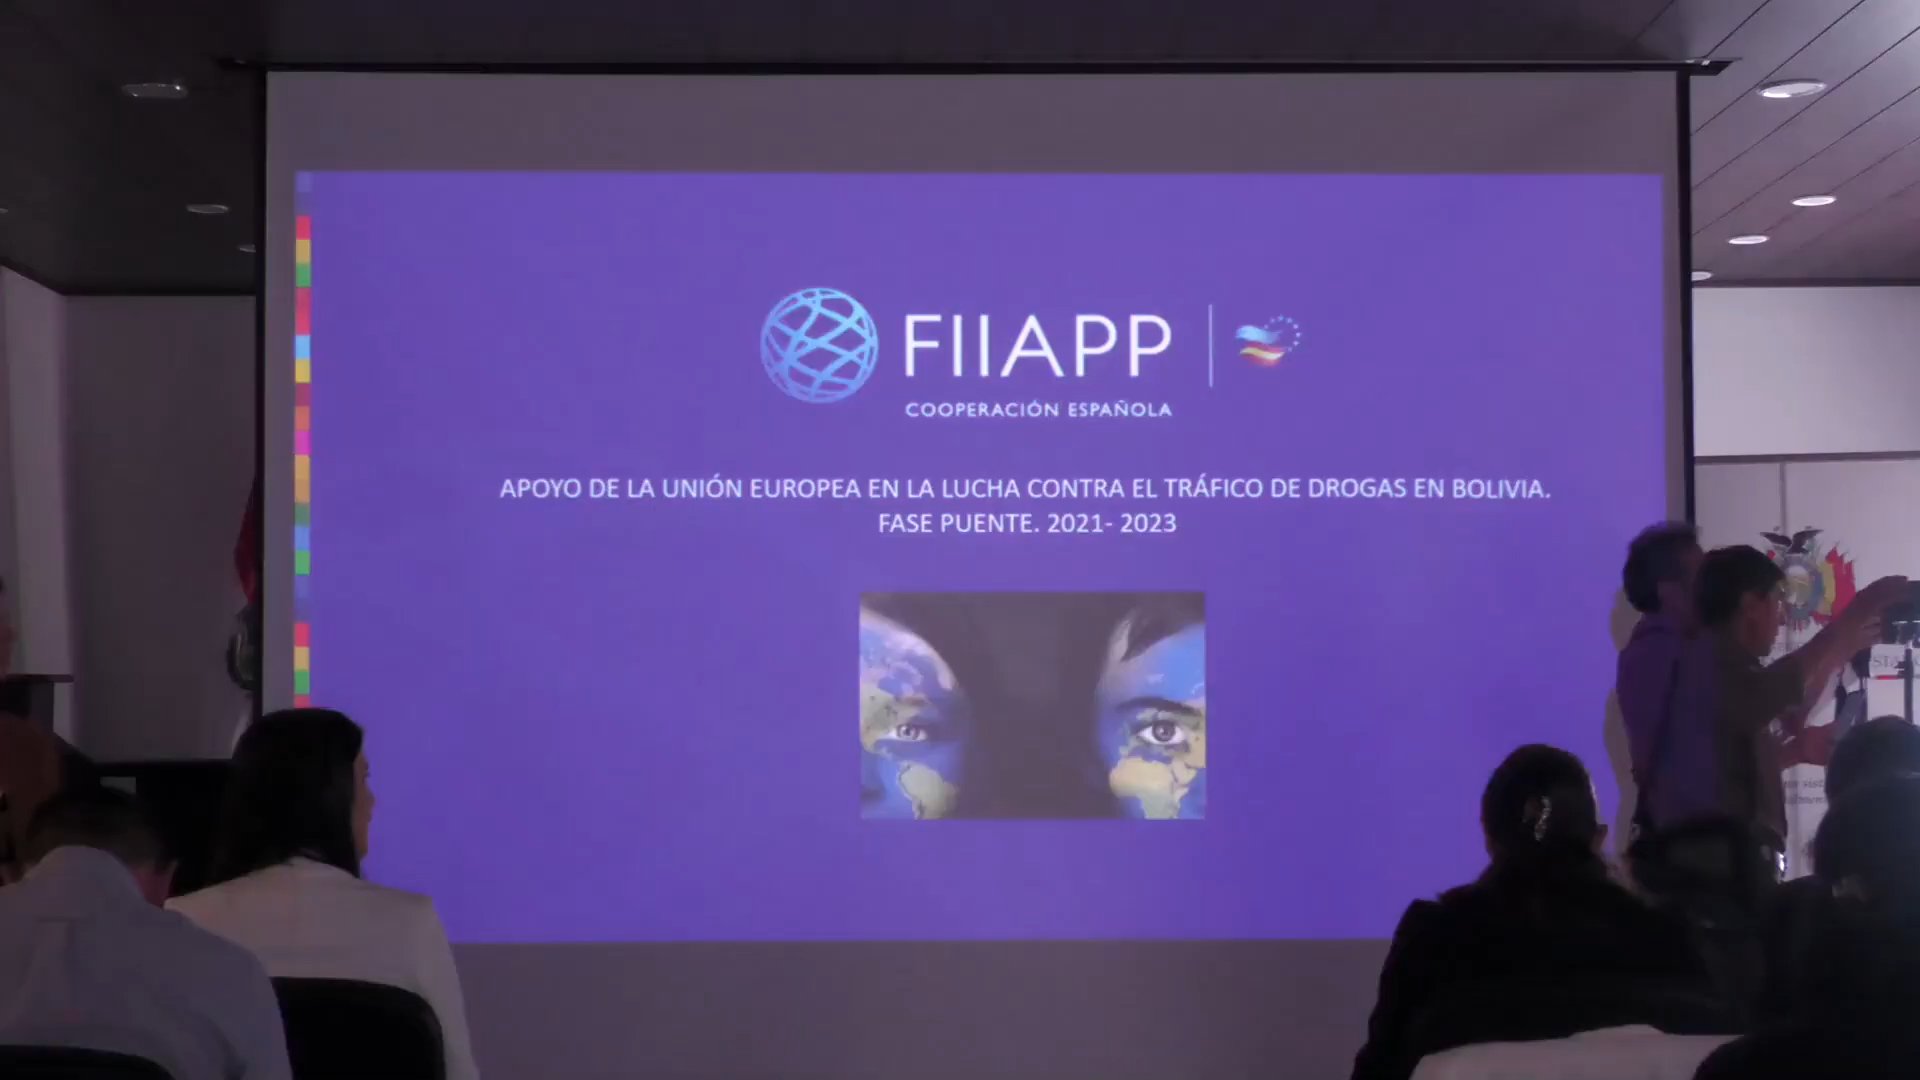 FIIAPP
COOPERACIÓN ESPAÑOLA
APOYO DE LA UNIÓN EUROPEA EN LA LUCHA CONTRA EL TRÁFICO DE DROGAS EN BOLIVIA.
FASE PUENTE. 2021- 2023